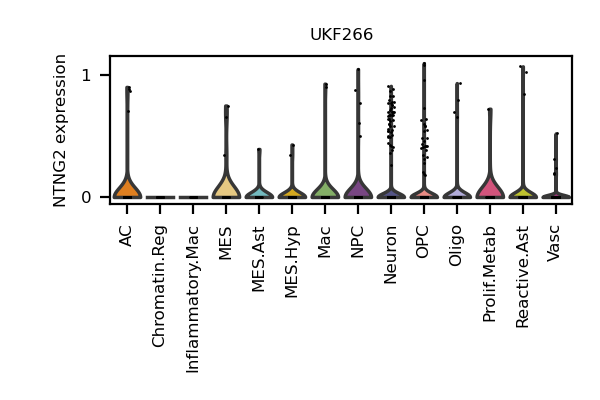 UKF266
NTNG2 expression
1
0
AC
Chromatin.Reg
Inflammatory.Mac
MES
MES.Ast
MES.Hyp
Mac
NPC
Neuron
OPC
Oligo
Prolif.Metab
Reactive.Ast
Vasc